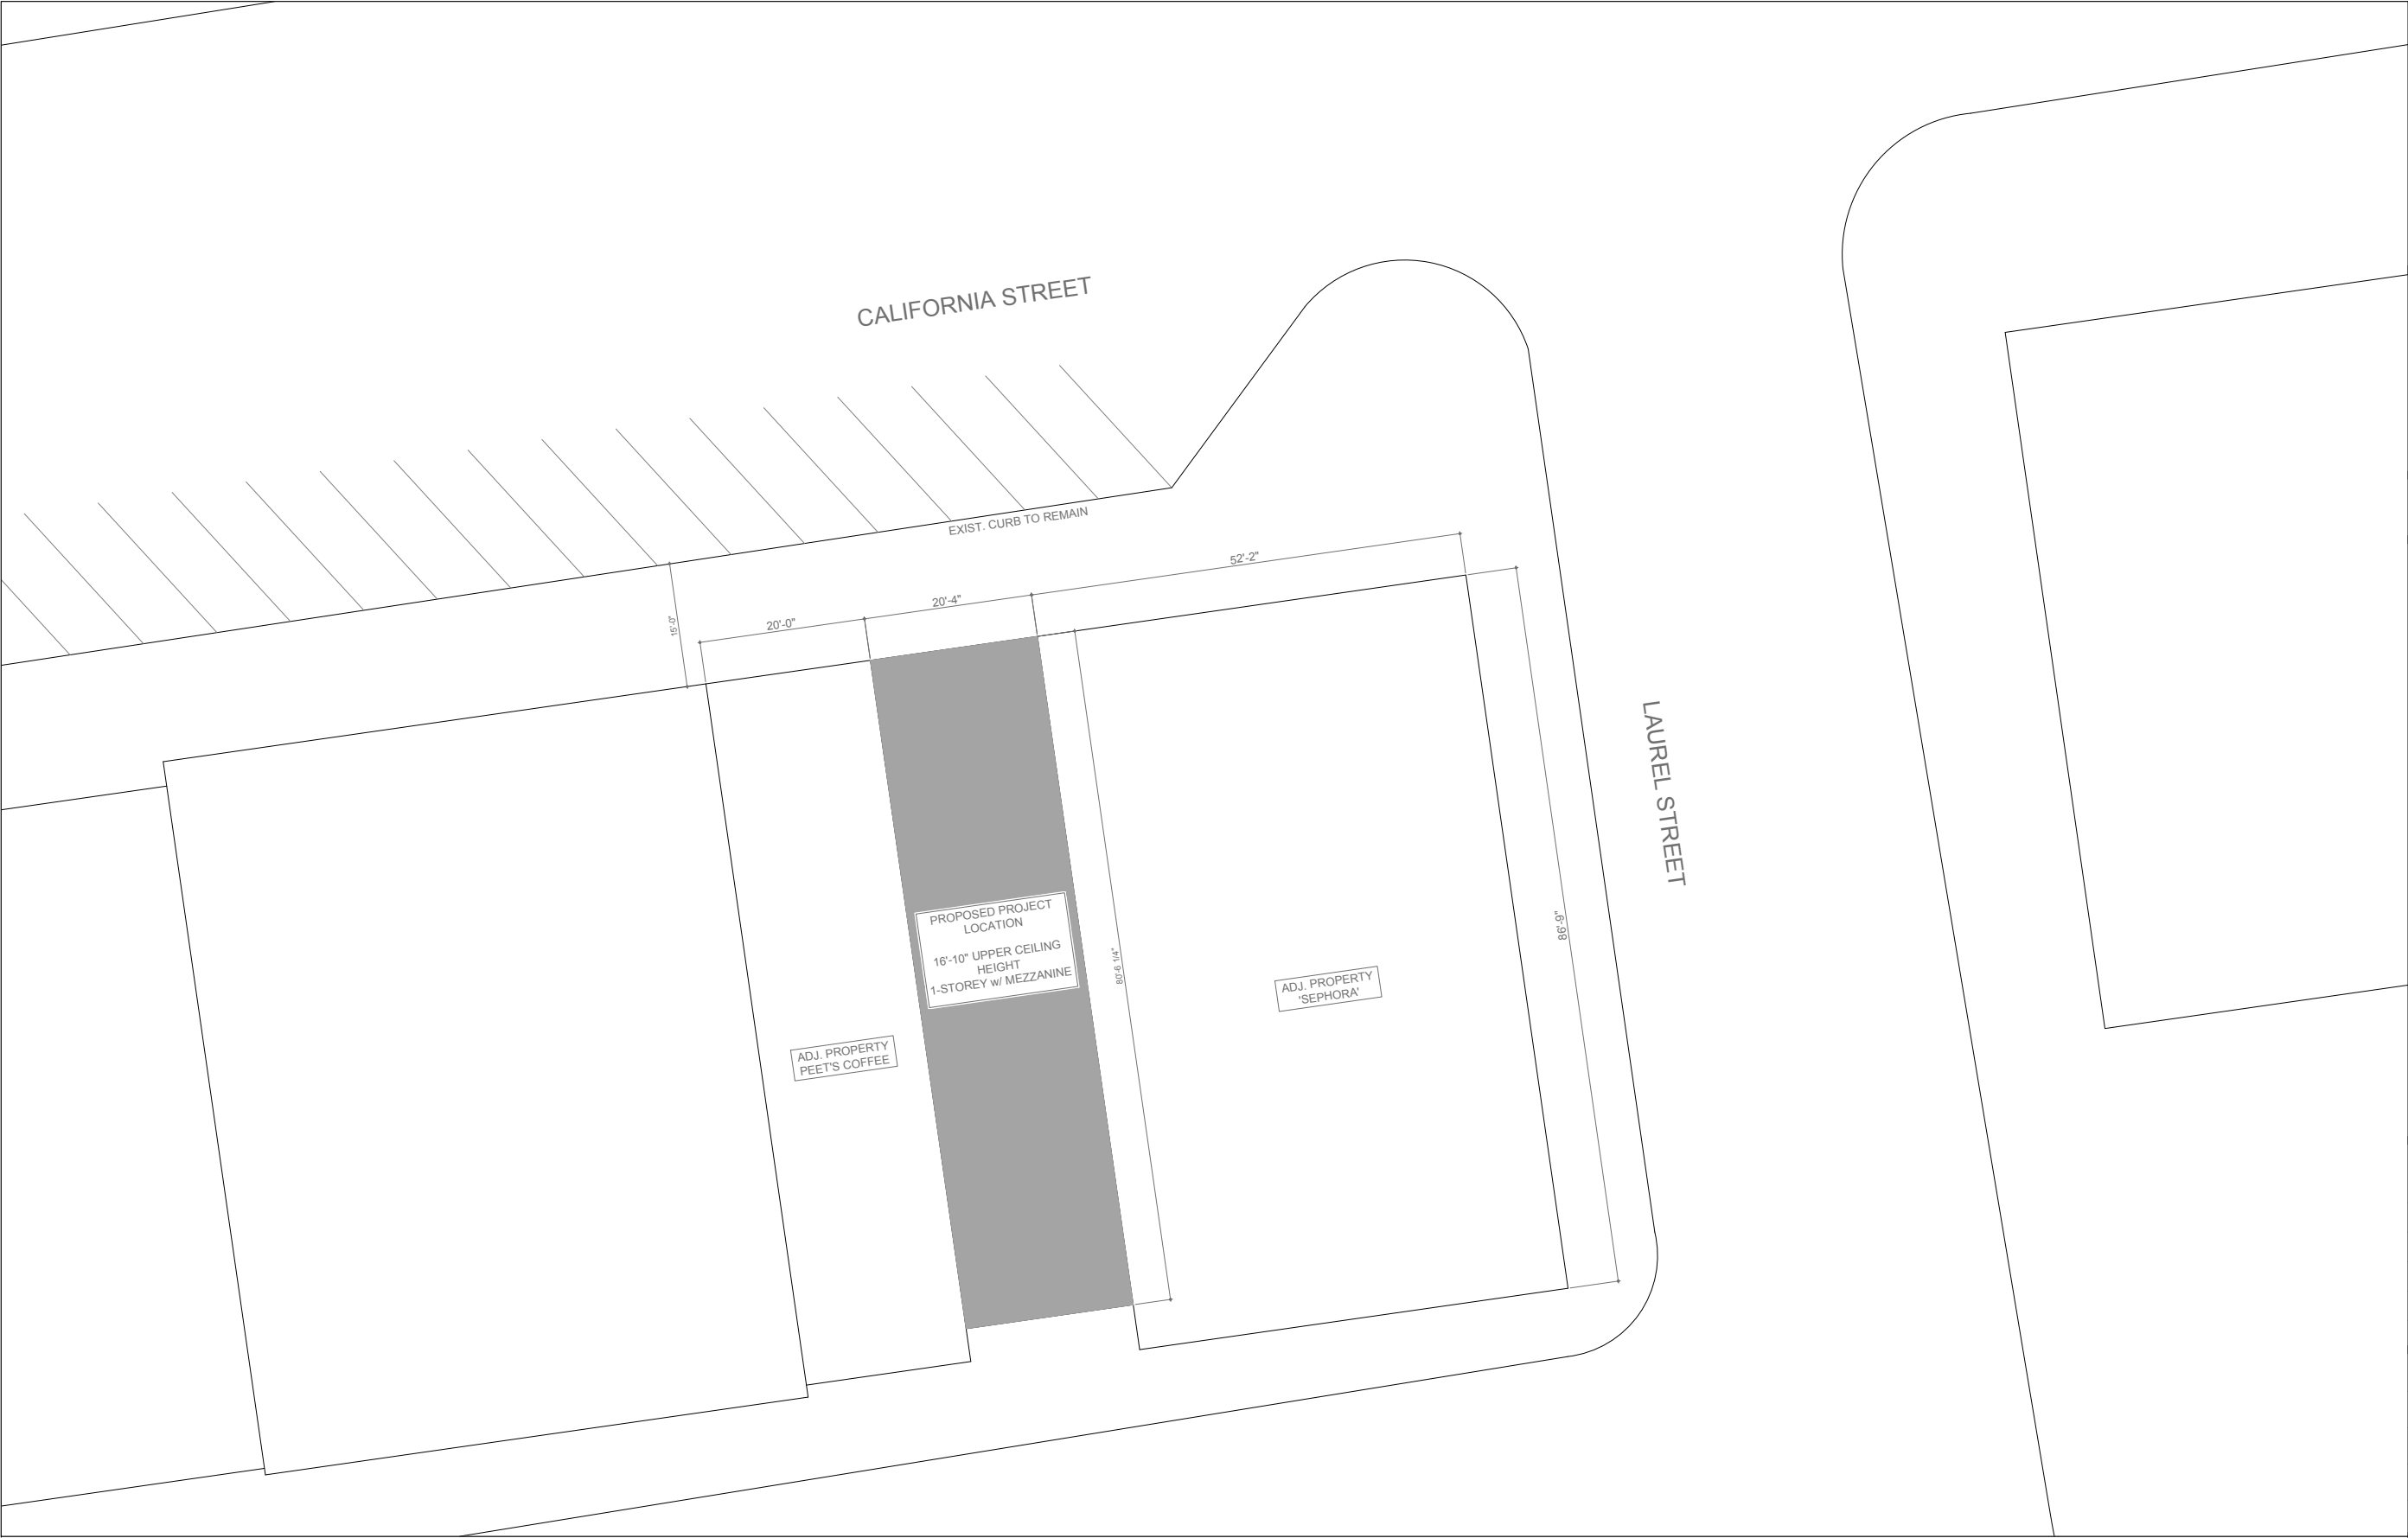 CALIFORNIA STREET
EXIST. CURB TO REMAIN
52'-2"
20'-4"
20'-0"
15'-0"
LAUREL STREET
PROPOSED PROJECT
LOCATION
16'-10" UPPER CEILING
HEIGHT
1-STOREY w/ MEZZANINE
80'-6 1/4"
86'-9"
ADJ. PROPERTY
'SEPHORA'
ADJ. PROPERTY
PEET'S COFFEE